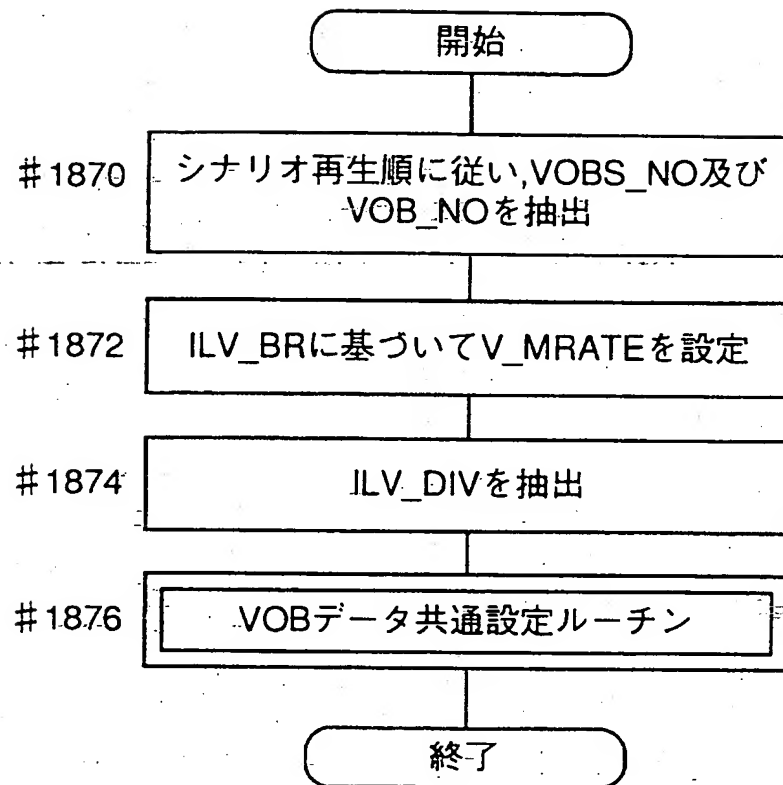 開始
#1870
シナリオ再生順に従い,VOBS_NO及び
VOB_NOを抽出
#1872
ILV_BRに基づいてV_MRATEを設定
#1874
ILV_DIVを抽出
#1876
VOBデータ共通設定ルーチン
終了